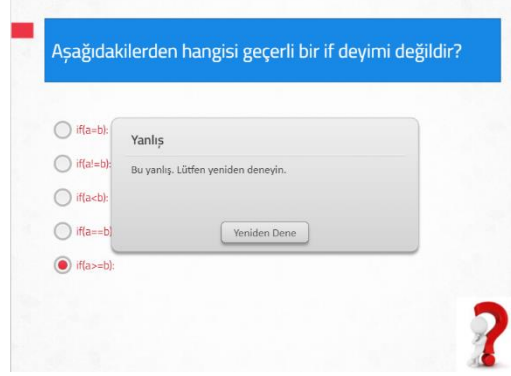 Aşağıdakilerden hangisi geçerli bir if deyimi değildir?
if(a=b):
Yanlış
if(a!=b):
Bu yanlış. Lütfen yeniden deneyin.
if(a<b):
if(a==b)
Yeniden Dene
if(a>=b):